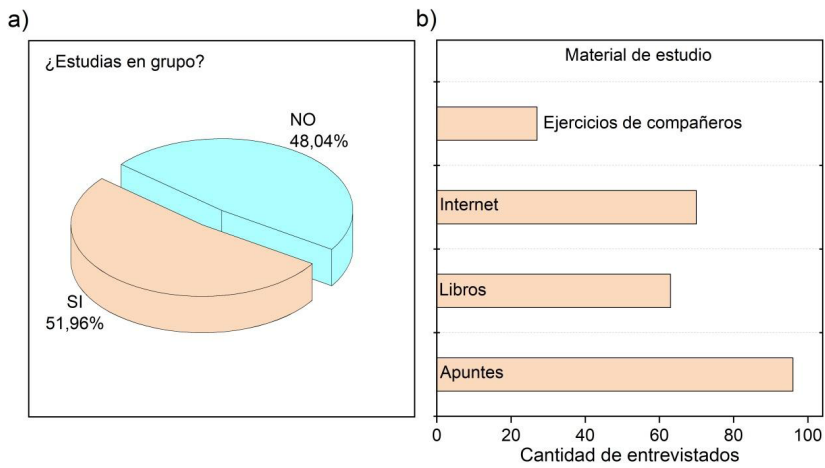 a)
¿Estudias en grupo?
NO
48,04%
SI
51,96%
b)
Material de estudio
Ejercicios de compañeros
Internet
Libros
Apuntes
0 20 40 60 80 100
Cantidad de entrevistados